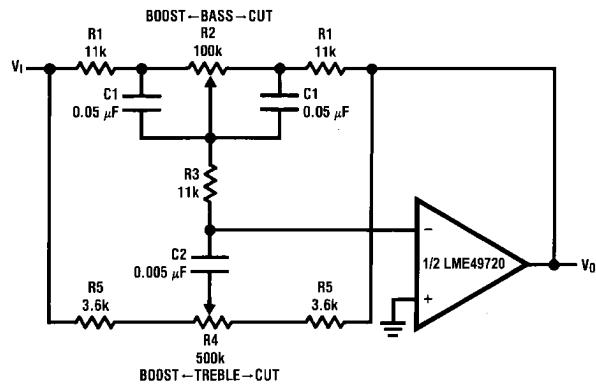 BOOST←BASS→CUT
R1
11k
R2
100k
R1
11k
VI
C1
0.05 μF
C1
0.05 μF
R3
11k
C2
0.005 μF
−
1/2 LME49720
+
VO
R5
3.6k
R5
3.6k
R4
500k
BOOST←TREBLE→CUT